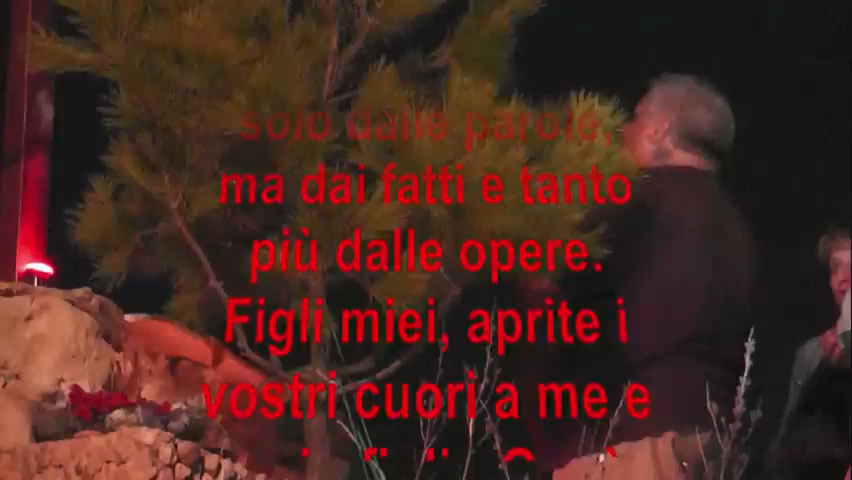 solo dalle parole,
ma dai fatti e tanto
più dalle opere.
Figli miei, aprite i
vostri cuori a me e